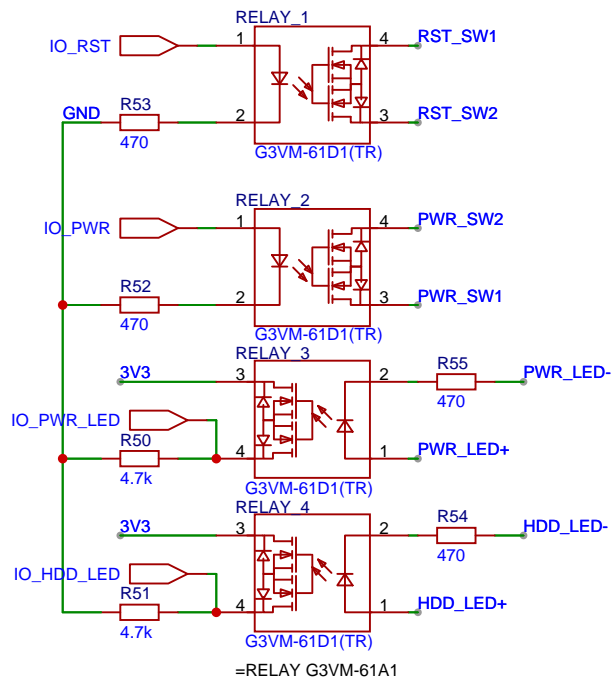 RELAY_1
IO_RST 1 4 RST_SW1
GND R53 2 3 RST_SW2
470 G3VM-61D1(TR)
RELAY_2
IO_PWR 1 4 PWR_SW2
R52 2 3 PWR_SW1
470 G3VM-61D1(TR)
RELAY_3
3V3 3 2 R55 PWR_LED-
470
IO_PWR_LED
R50 4 1 PWR_LED+
4.7k G3VM-61D1(TR)
RELAY_4
3V3 3 2 R54 HDD_LED-
470
IO_HDD_LED
R51 4 1 HDD_LED+
4.7k G3VM-61D1(TR)
=RELAY G3VM-61A1